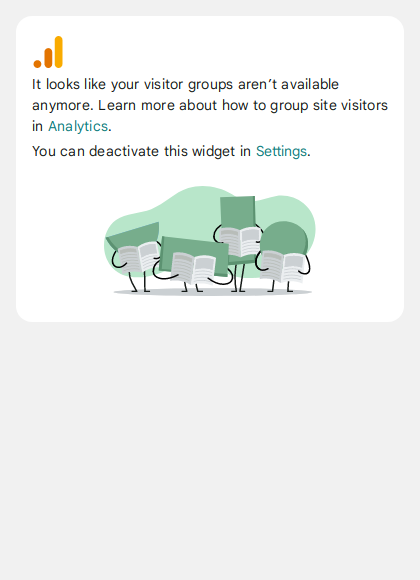 It looks like your visitor groups aren’t available
anymore. Learn more about how to group site visitors
in Analytics.
You can deactivate this widget in Settings.